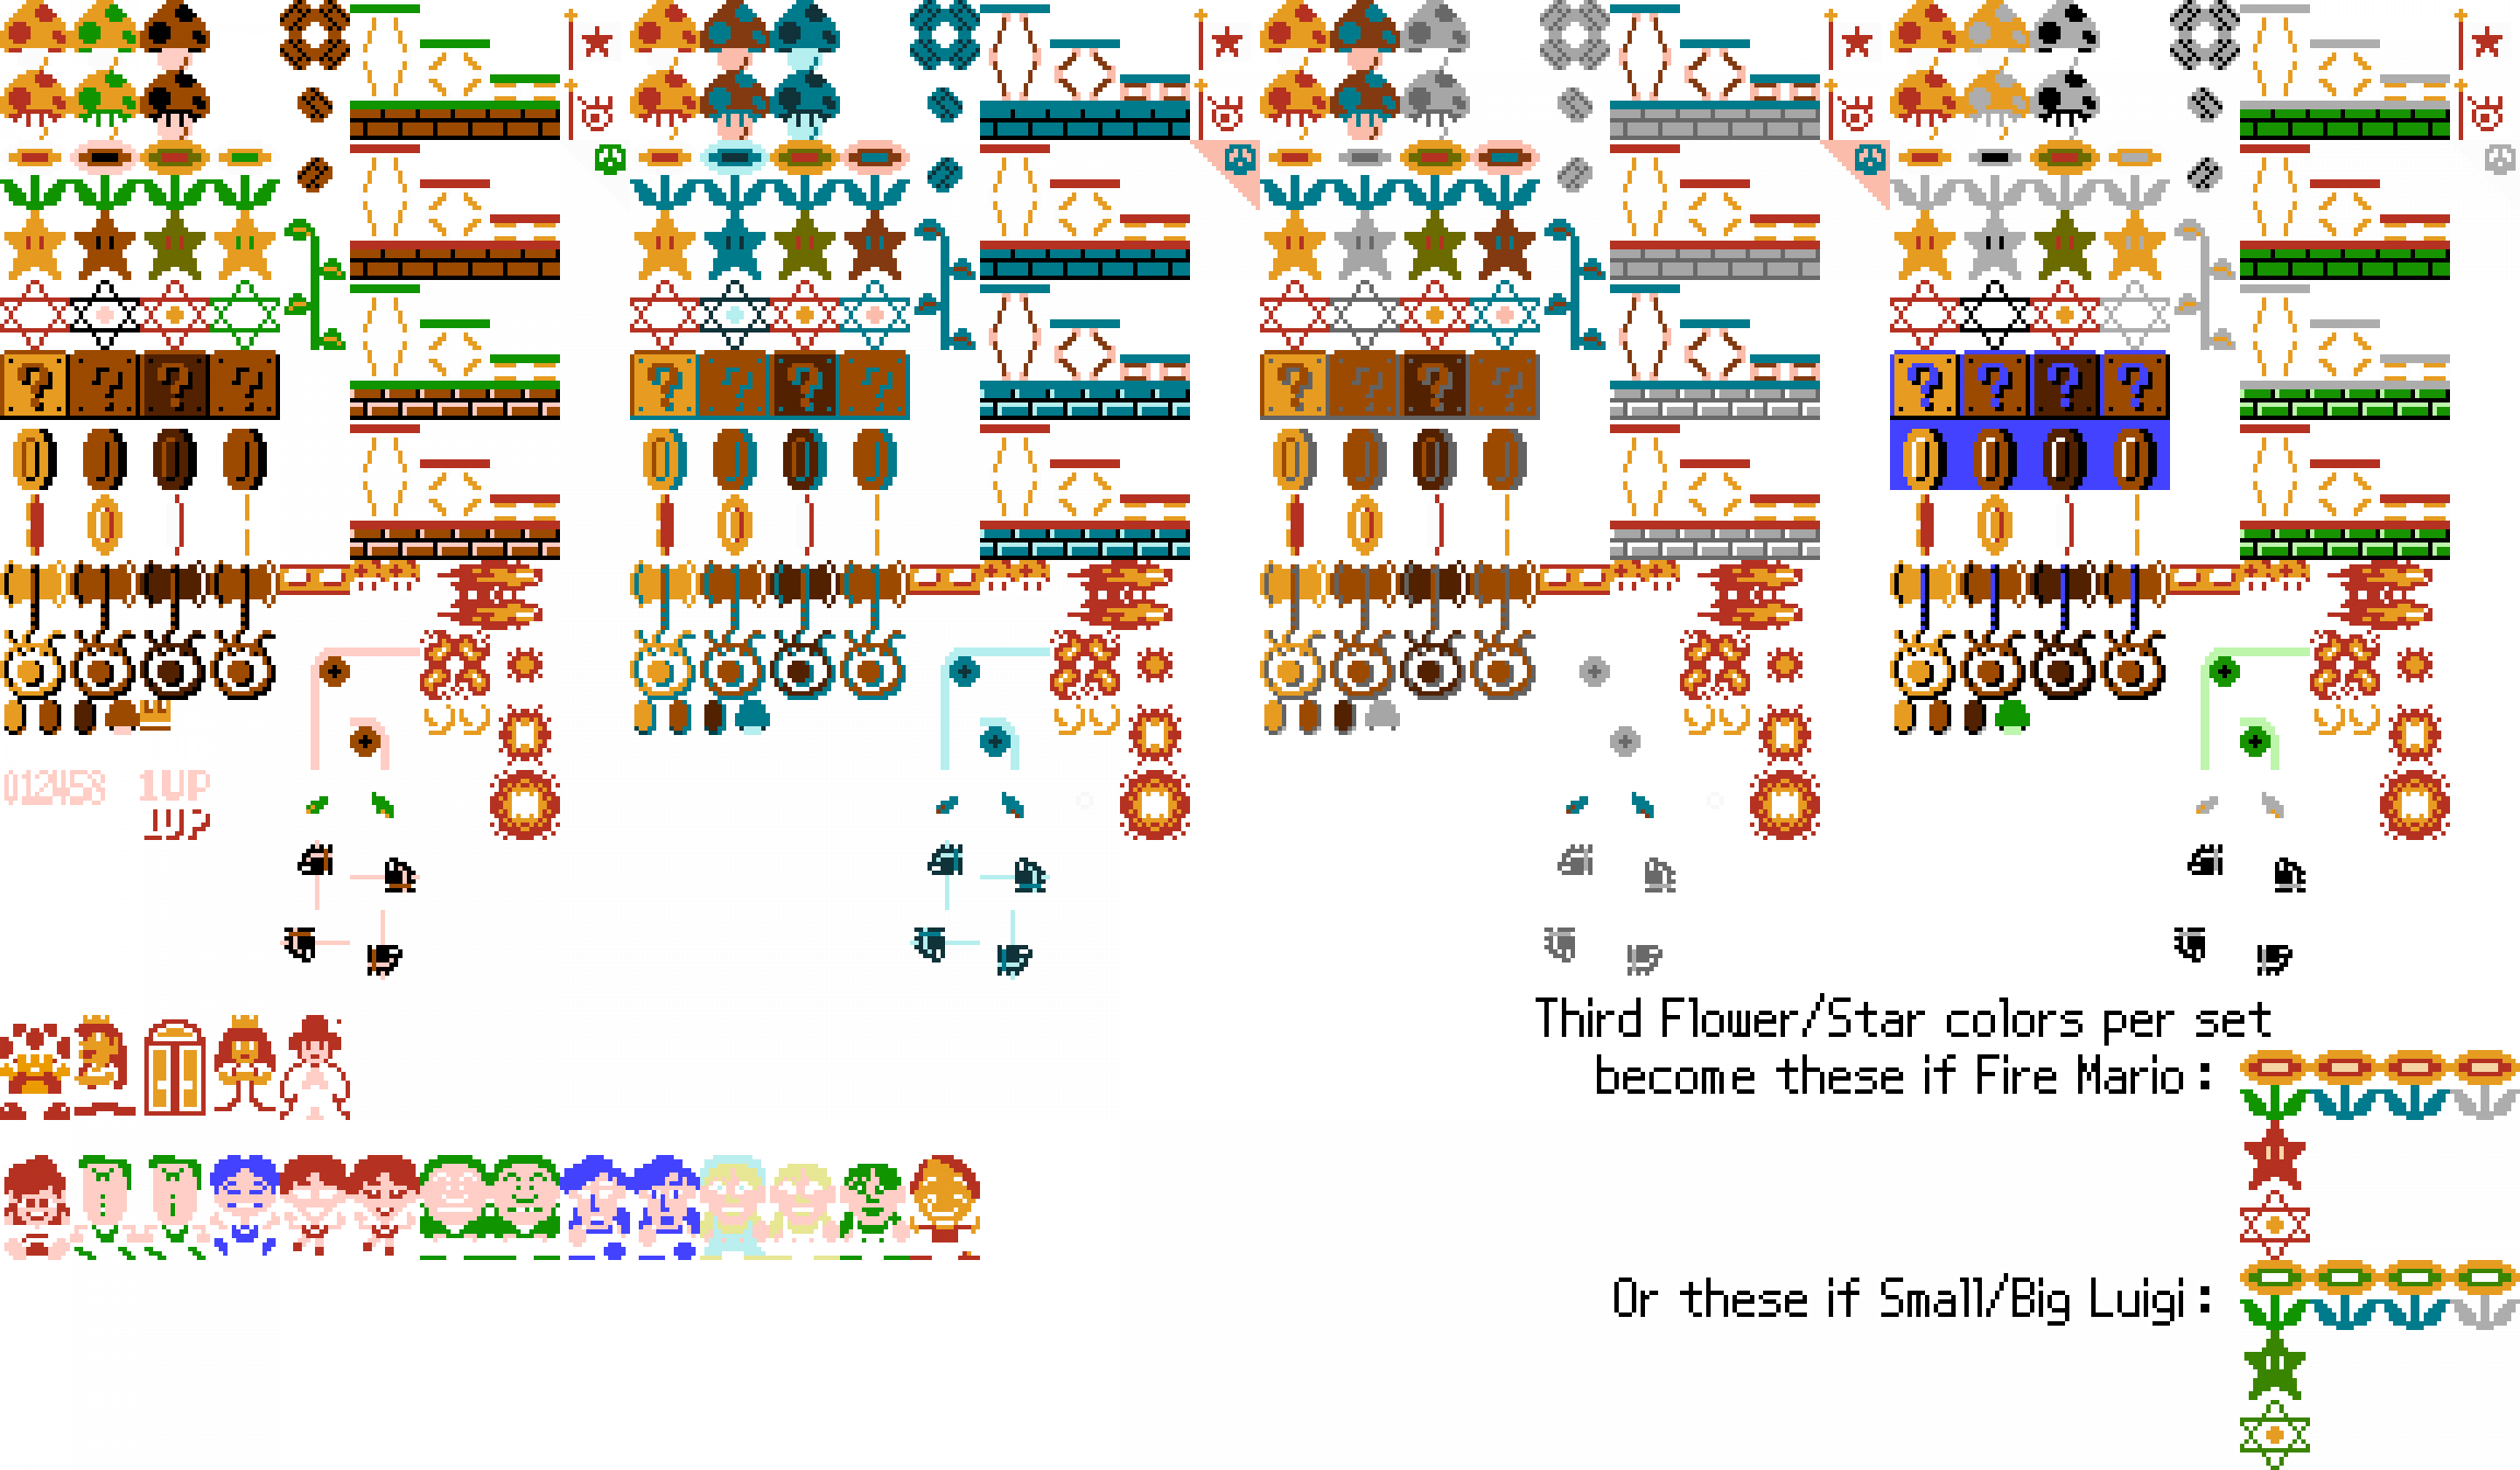 ? ? ? ? ? ? ? ? ? ? ? ? ? ? ? ?
012458 1UP
Third Flower/Star colors per set
become these if Fire Mario:
Or these if Small/Big Luigi: